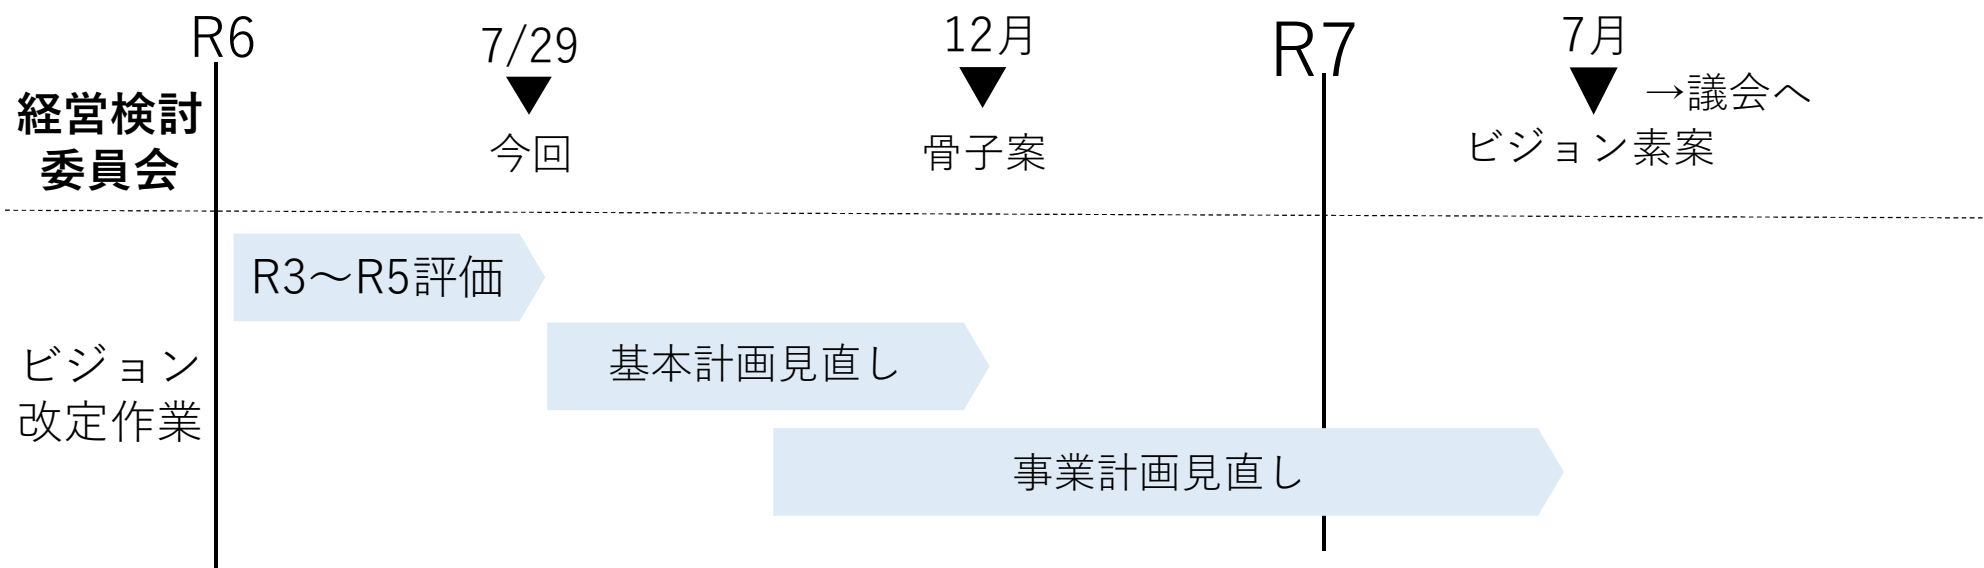 R6
7/29
12月
R7
7月
→議会へ
経営検討
委員会
今回
骨子案
ビジョン素案
R3～R5評価
基本計画見直し
ビジョン
改定作業
事業計画見直し